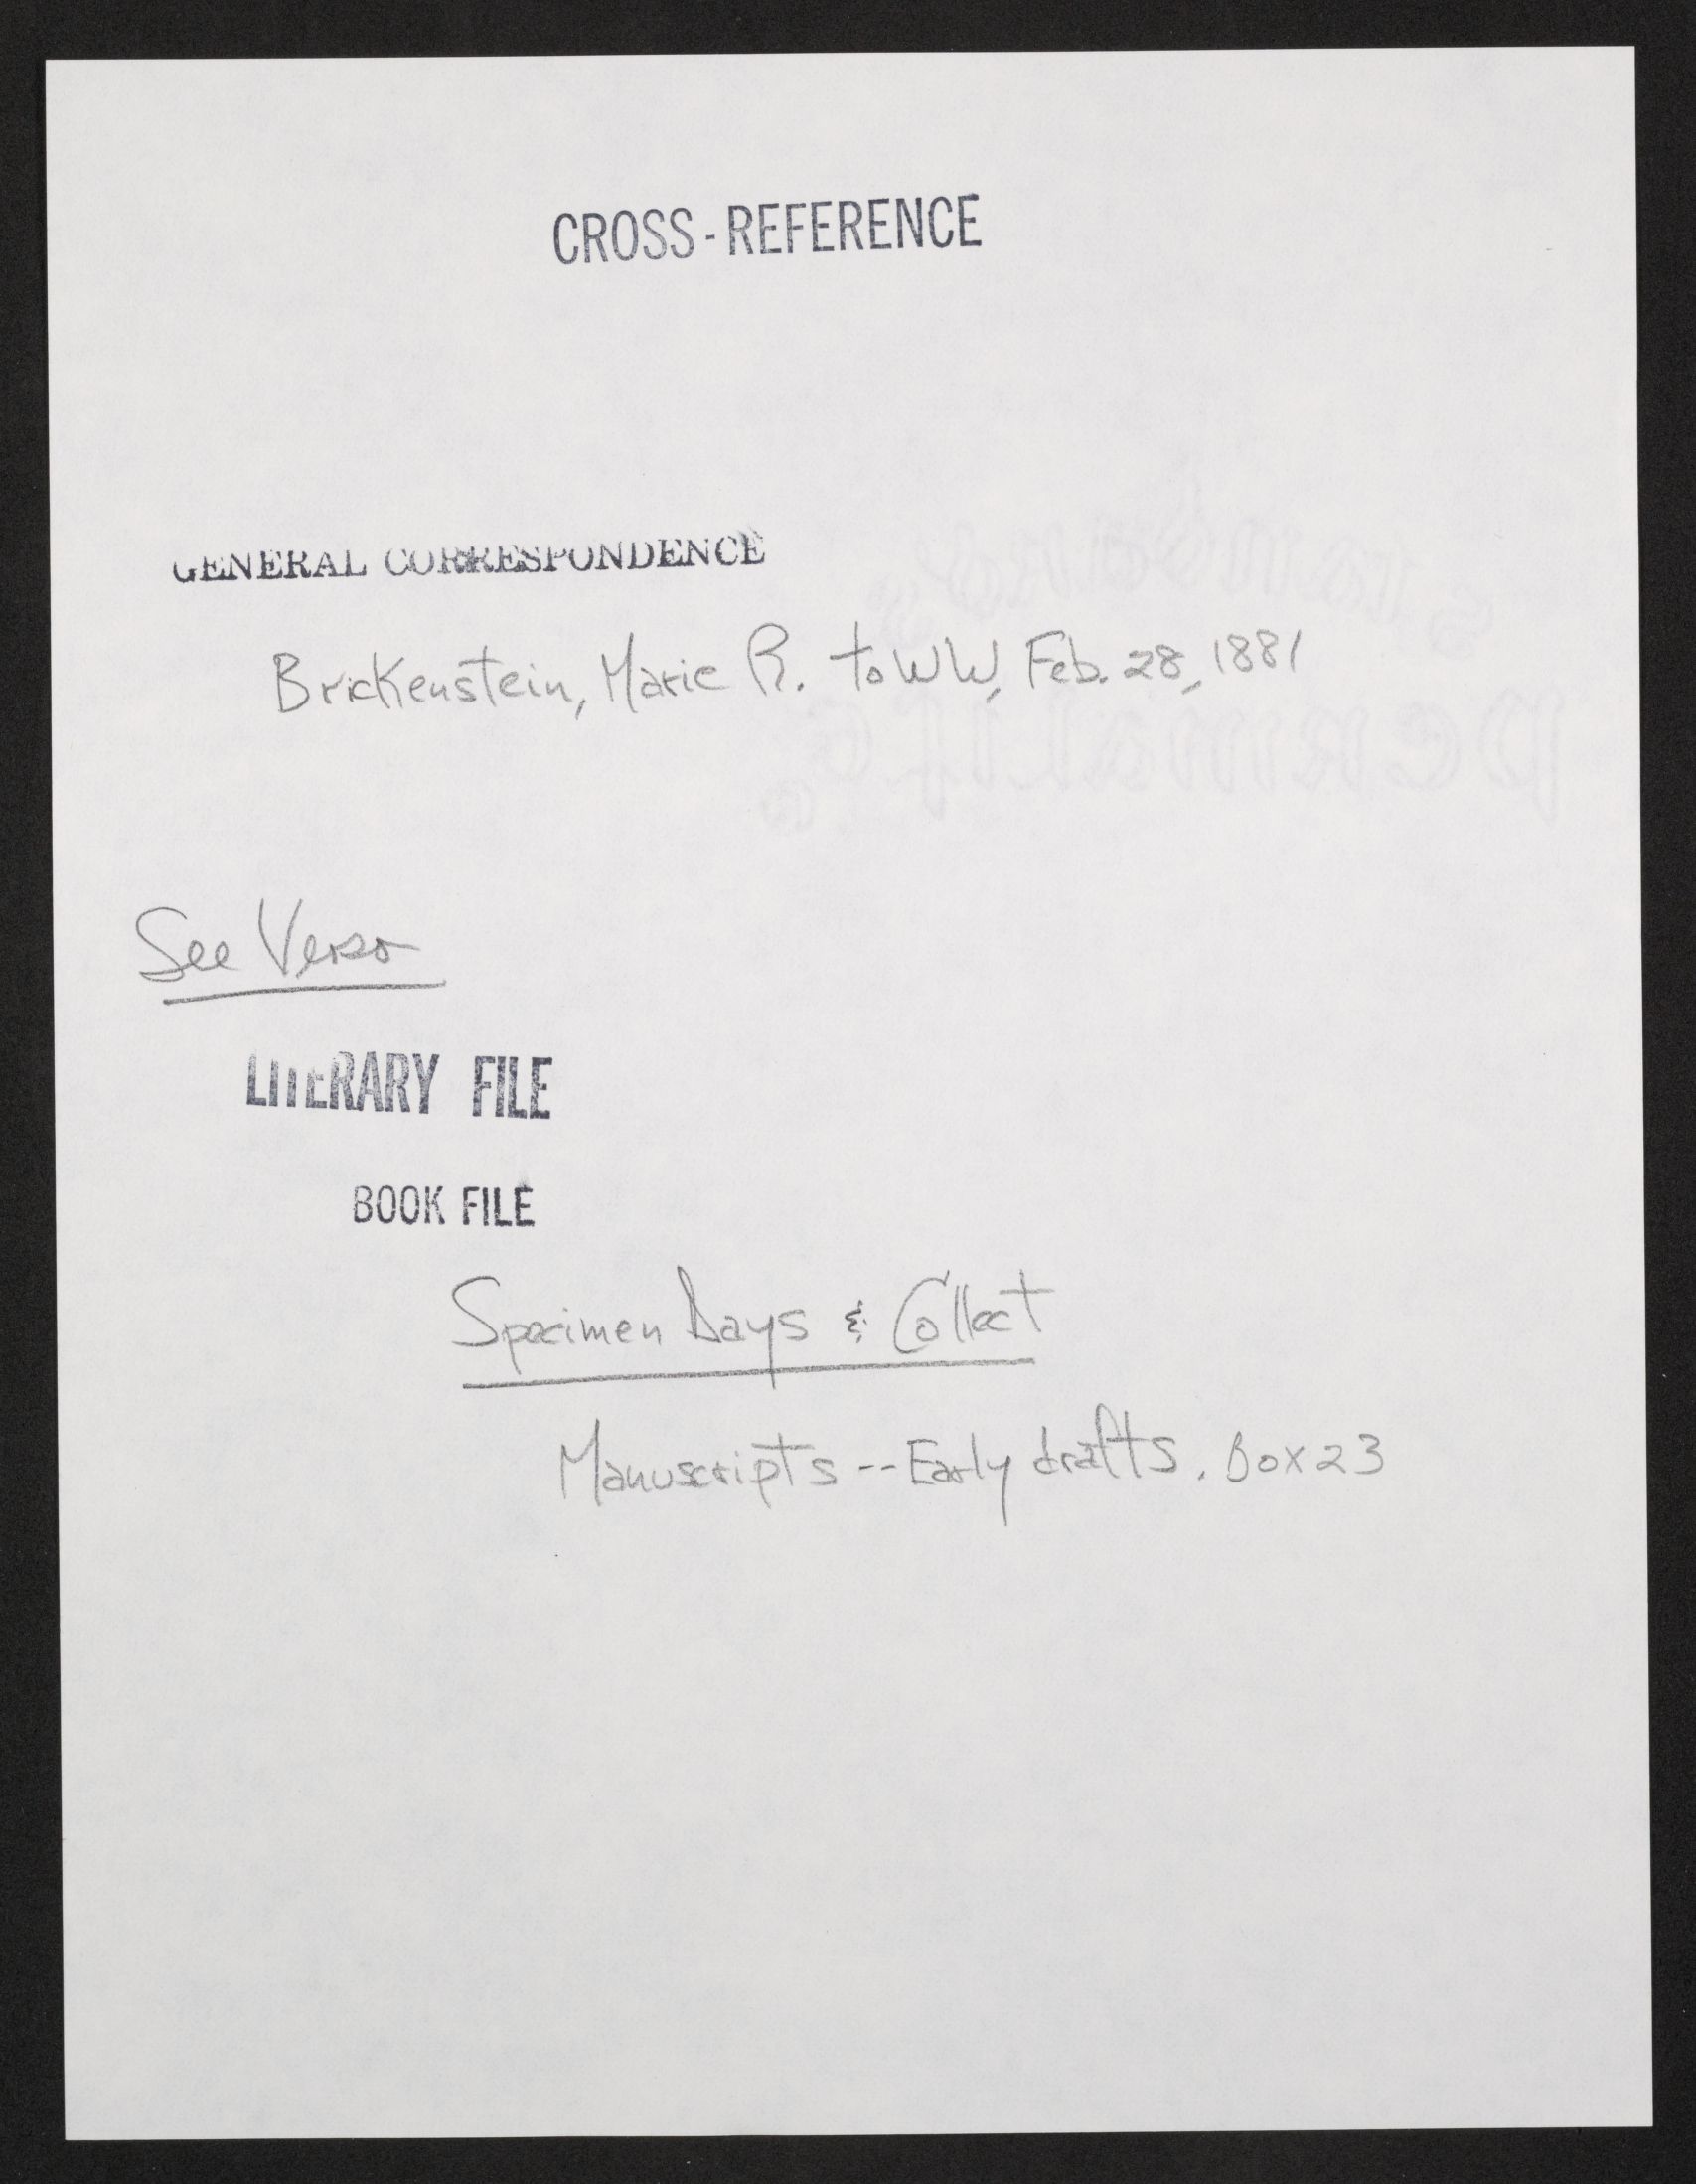 CROSS-REFERENCE
GENERAL CORRESPONDENCE
Brickenstein, Marie R. to WW, Feb. 28, 1881
See Verso
LITERARY FILE
BOOK FILE
Specimen Days & Collect
Manuscripts -- Early drafts. Box 23